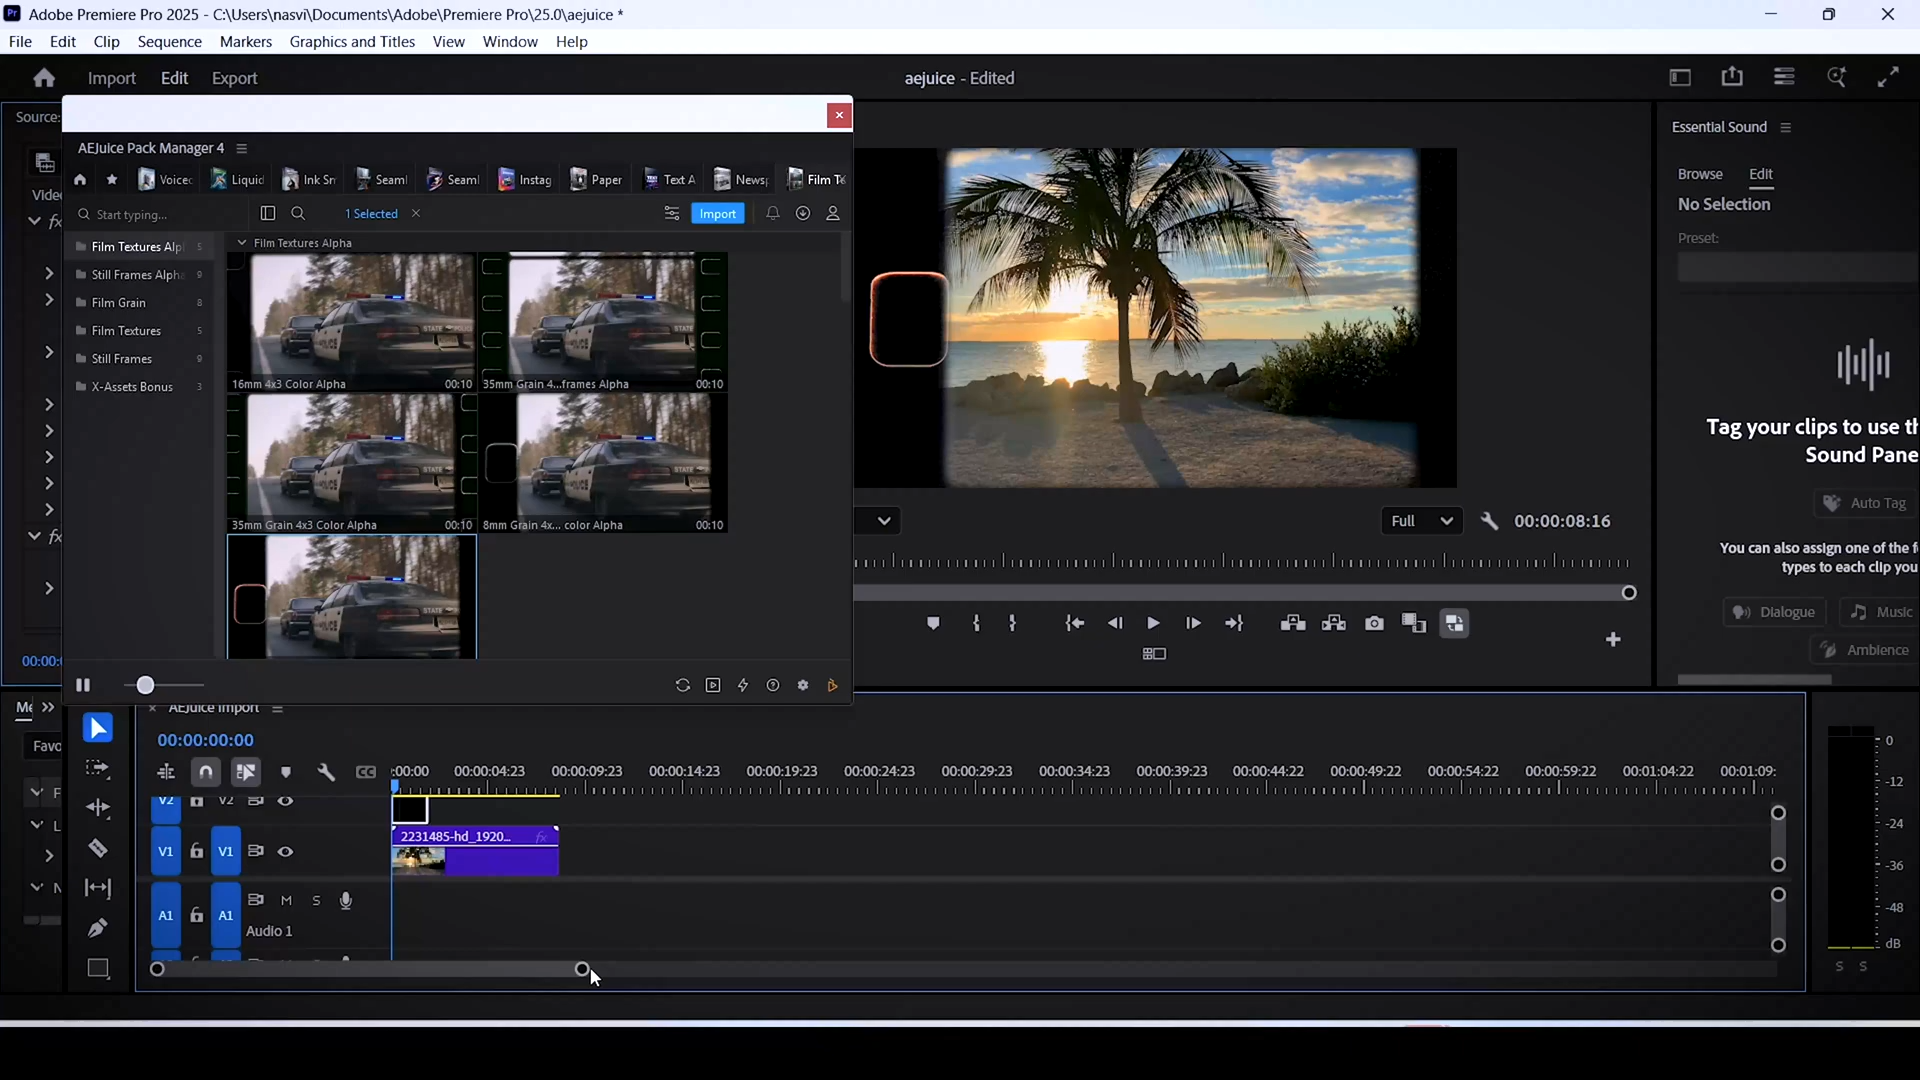 Adobe Premiere Pro 2025 - C:\Users\nasvi\Documents\Adobe\Premiere Pro\25.0\aejuice *
File Edit Clip Sequence Markers Graphics and Titles View Window Help
Import Edit Export
aejuice - Edited
Source:
AEJuice Pack Manager 4
Liquid Ink Sn Seaml Seaml Instag Paper Text A Newsp Film Te
Start typing...
1 Selected
Import
Film Textures Alp 5
Still Frames Alpha 9
Film Grain 8
Film Textures 5
Still Frames 9
X-Assets Bonus 3
Film Textures Alpha
16mm 4x3 Color Alpha 00:10
35mm Grain 4...frames Alpha 00:10
35mm Grain 4x3 Color Alpha 00:10
8mm Grain 4x... color Alpha 00:10
Full
00:00:08:16
Essential Sound
Browse Edit
No Selection
Preset:
Tag your clips to use th
Sound Pane
Auto Tag
You can also assign one of the f
types to each clip you
Dialogue
Music
Ambience
00:00:
AEJuice Import
00:00:00:00
:00:00 00:00:04:23 00:00:09:23 00:00:14:23 00:00:19:23 00:00:24:23 00:00:29:23 00:00:34:23 00:00:39:23 00:00:44:22 00:00:49:22 00:00:54:22 00:00:59:22 00:01:04:22 00:01:09:
V2 V2
2231485-hd_1920... fx
V1 V1
A1 A1 M S
Audio 1
Favo
0
-12
-24
-36
-48
dB
S S